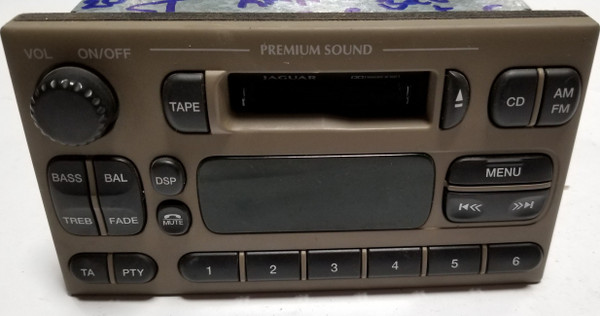 VOL ON/OFF PREMIUM SOUND
JAGUAR
TAPE CD AM
FM
BASS BAL DSP MENU
TREB FADE MUTE
TA PTY 1 2 3 4 5 6